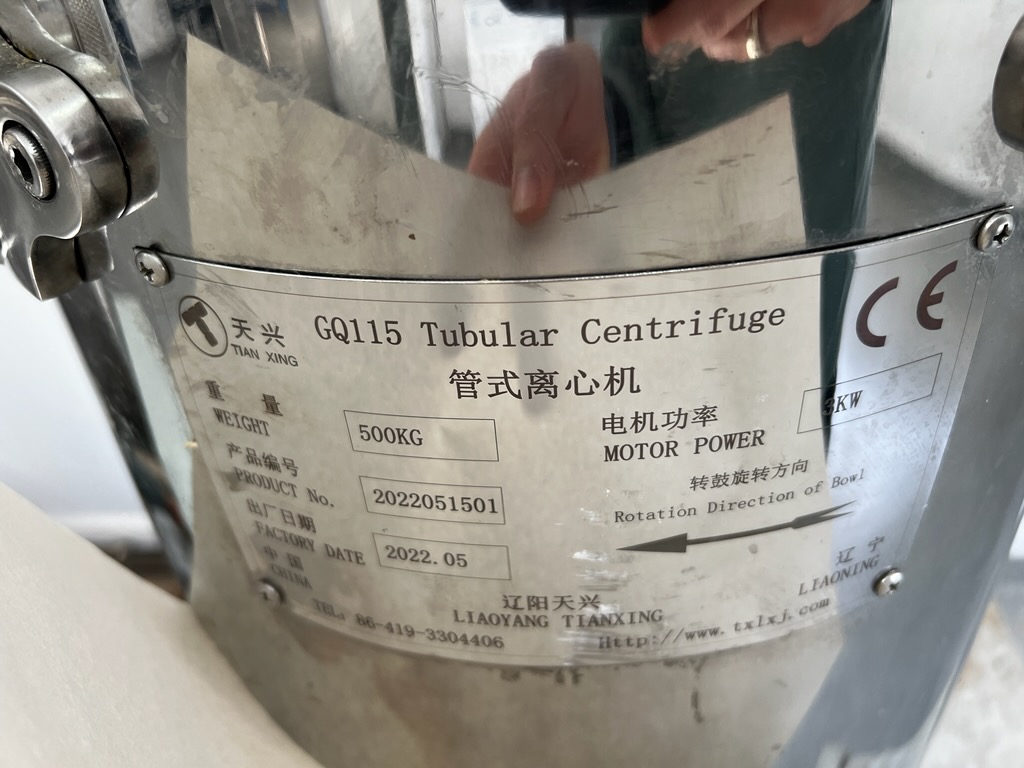 天兴
TIAN XING
GQ115 Tubular Centrifuge
CE
管式离心机
重 量
WEIGHT
500KG
电机功率
MOTOR POWER
3KW
产品编号
PRODUCT No.
2022051501
转鼓旋转方向
Rotation Direction of Bowl
出厂日期
FACTORY DATE
2022.05
中 国
CHINA
辽阳天兴
LIAOYANG TIANXING
辽 宁
LIAONING
TEL: 86-419-3304406
Http://www.txlxj.com